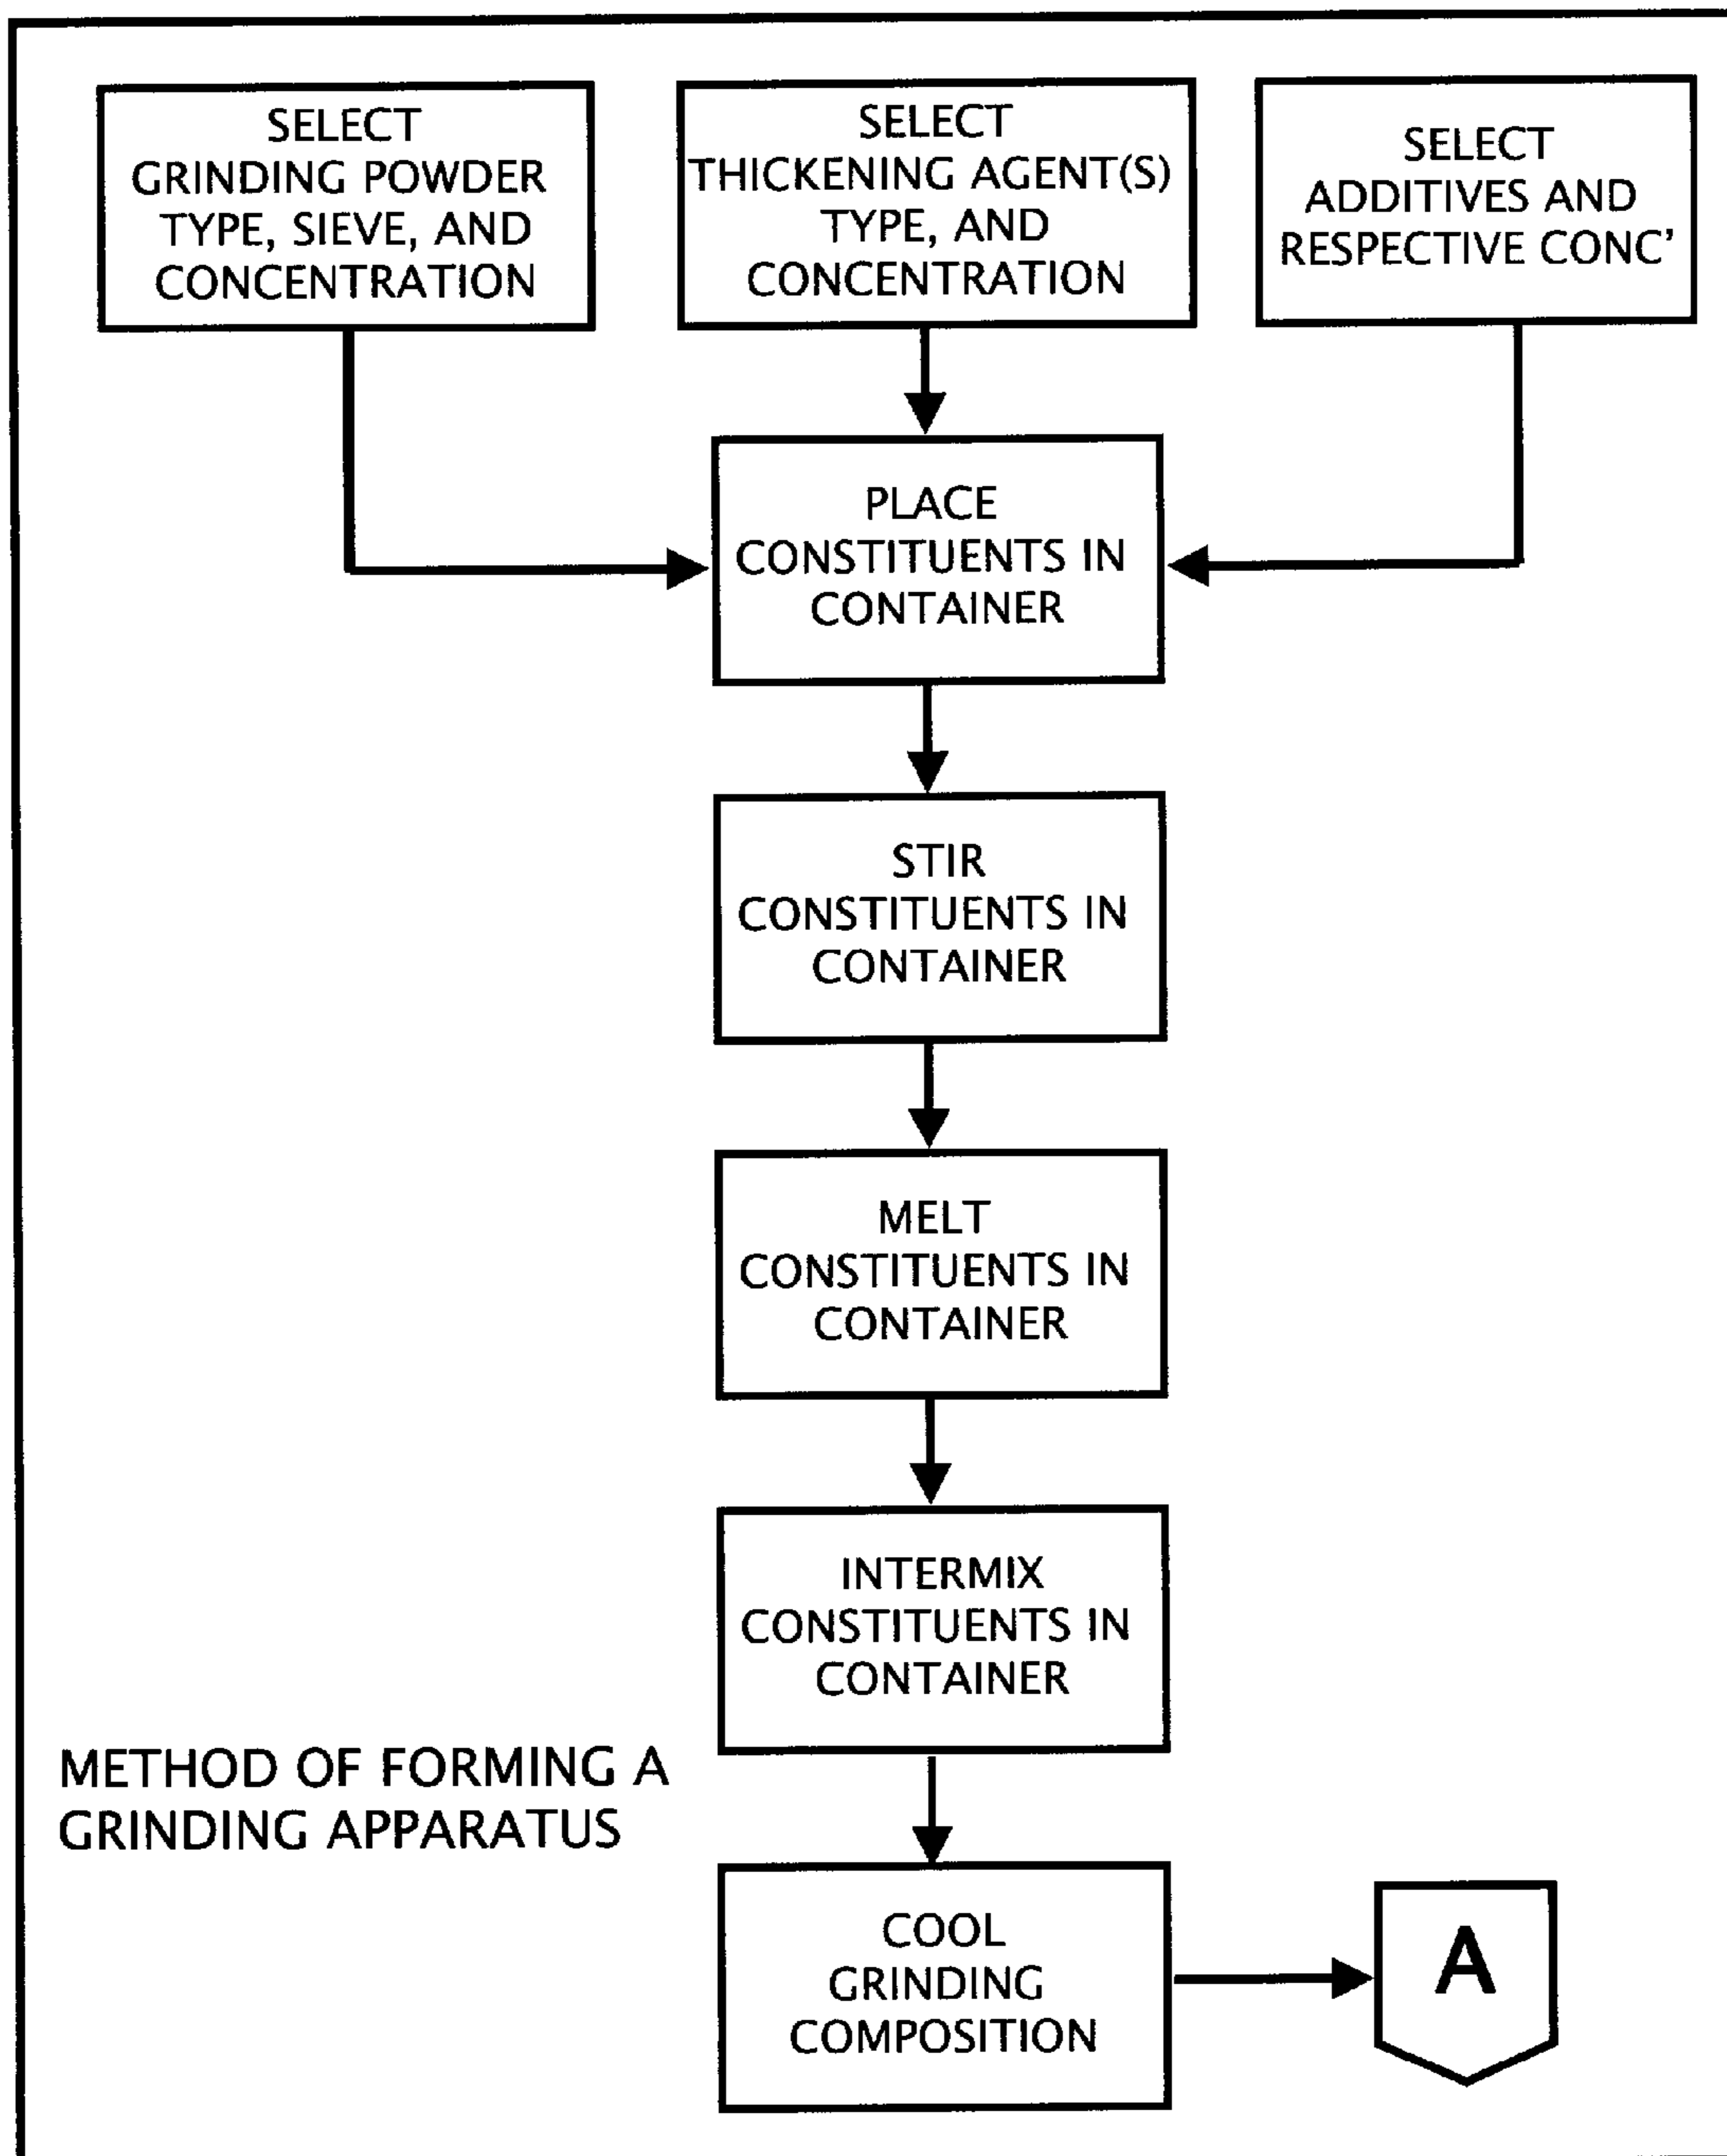 SELECT
GRINDING POWDER
TYPE, SIEVE, AND
CONCENTRATION
SELECT
THICKENING AGENT(S)
TYPE, AND
CONCENTRATION
SELECT
ADDITIVES AND
RESPECTIVE CONC'
PLACE
CONSTITUENTS IN
CONTAINER
STIR
CONSTITUENTS IN
CONTAINER
MELT
CONSTITUENTS IN
CONTAINER
INTERMIX
CONSTITUENTS IN
CONTAINER
METHOD OF FORMING A
GRINDING APPARATUS
COOL
GRINDING
COMPOSITION
A